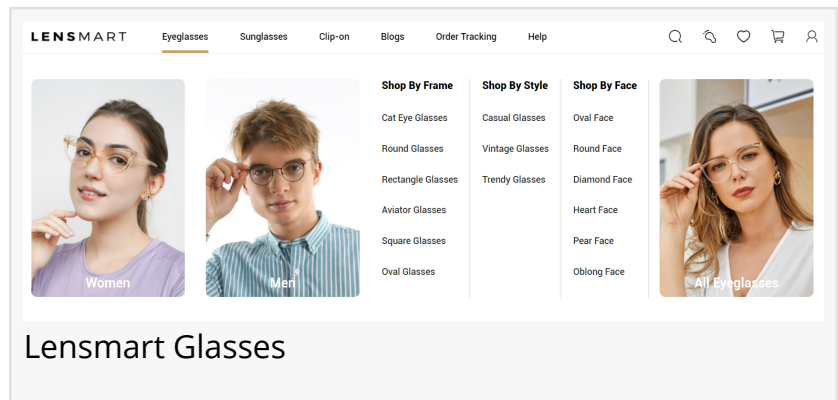 LENSMART
Eyeglasses
Sunglasses
Clip-on
Blogs
Order Tracking
Help
Women
Men
Shop By Frame
Cat Eye Glasses
Round Glasses
Rectangle Glasses
Aviator Glasses
Square Glasses
Oval Glasses
Shop By Style
Casual Glasses
Vintage Glasses
Trendy Glasses
Shop By Face
Oval Face
Round Face
Diamond Face
Heart Face
Pear Face
Oblong Face
All Eyeglasses
Lensmart Glasses